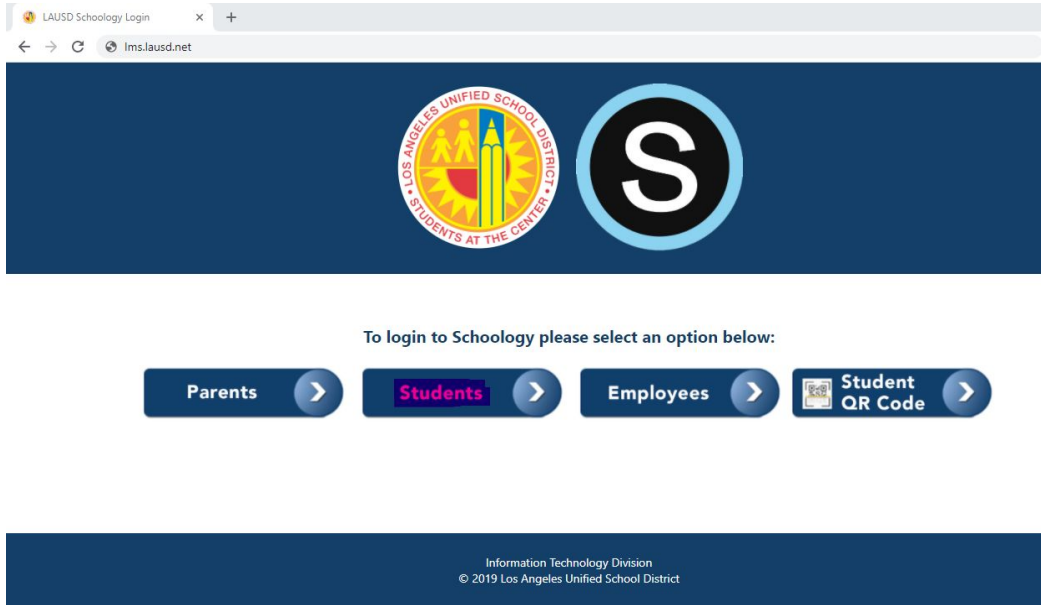 LAUSD Schoology Login
lms.lausd.net
LOS ANGELES UNIFIED SCHOOL DISTRICT • STUDENTS AT THE CENTER •
S
To login to Schoology please select an option below:
Parents
Students
Employees
Student
QR Code
Information Technology Division
© 2019 Los Angeles Unified School District